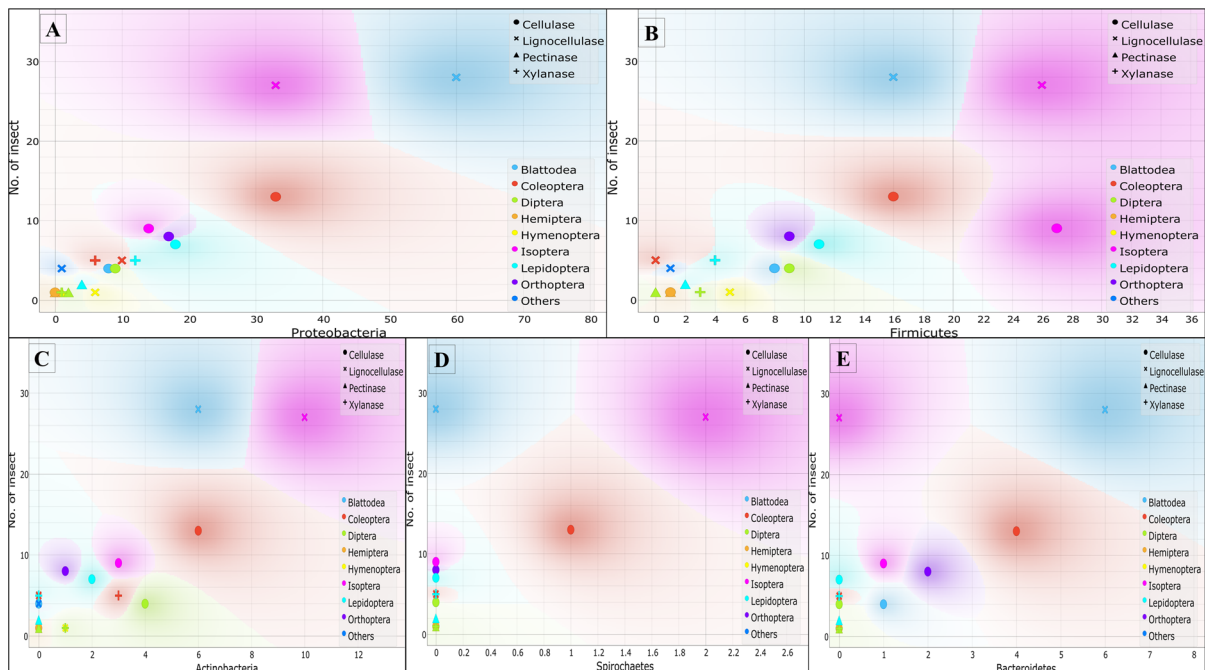 A
Cellulase
Lignocellulase
Pectinase
Xylanase
Blattodea
Coleoptera
Diptera
Hemiptera
Hymenoptera
Isoptera
Lepidoptera
Orthoptera
Others
No. of insect
30
20
10
0
0 10 20 30 40 50 60 70 80
Proteobacteria
B
Cellulase
Lignocellulase
Pectinase
Xylanase
Blattodea
Coleoptera
Diptera
Hemiptera
Hymenoptera
Isoptera
Lepidoptera
Orthoptera
Others
No. of insect
30
20
10
0
0 2 4 6 8 10 12 14 16 18 20 22 24 26 28 30 32 34 36
Firmicutes
C
Cellulase
Lignocellulase
Pectinase
Xylanase
Blattodea
Coleoptera
Diptera
Hemiptera
Hymenoptera
Isoptera
Lepidoptera
Orthoptera
Others
No. of insect
30
20
10
0
0 2 4 6 8 10 12
Actinobacteria
D
Cellulase
Lignocellulase
Pectinase
Xylanase
Blattodea
Coleoptera
Diptera
Hemiptera
Hymenoptera
Isoptera
Lepidoptera
Orthoptera
Others
No. of insect
30
20
10
0
0 0.2 0.4 0.6 0.8 1 1.2 1.4 1.6 1.8 2 2.2 2.4 2.6
Spirochaetes
E
Cellulase
Lignocellulase
Pectinase
Xylanase
Blattodea
Coleoptera
Diptera
Hemiptera
Hymenoptera
Isoptera
Lepidoptera
Orthoptera
Others
No. of insect
30
20
10
0
0 2 4 6 8
Bacteroidetes